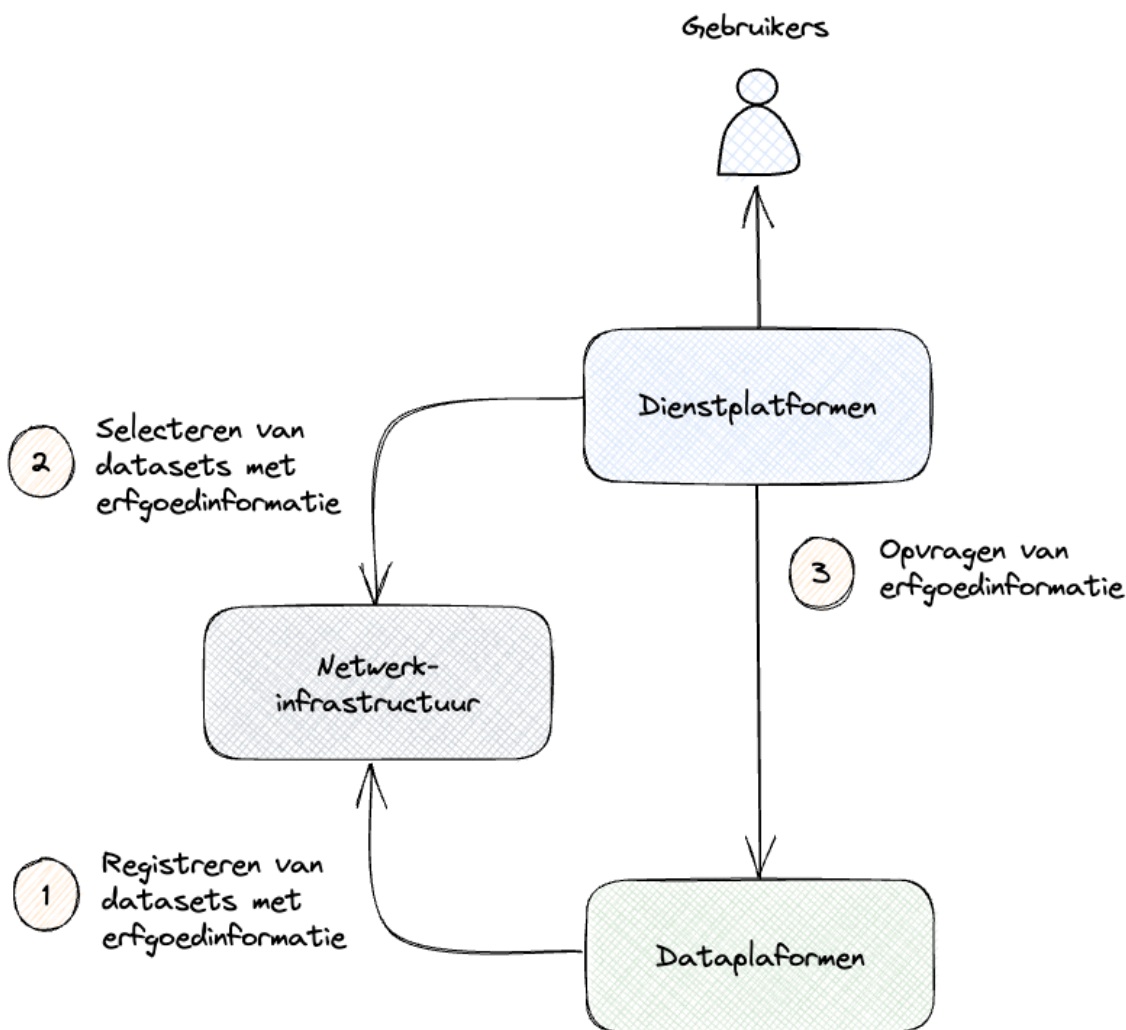 Gebruikers
Dienstplatformen
2
Selecteren van
datasets met
erfgoedinformatie
3
Opvragen van
erfgoedinformatie
Netwerk-
infrastructuur
1
Registreren van
datasets met
erfgoedinformatie
Dataplaformen